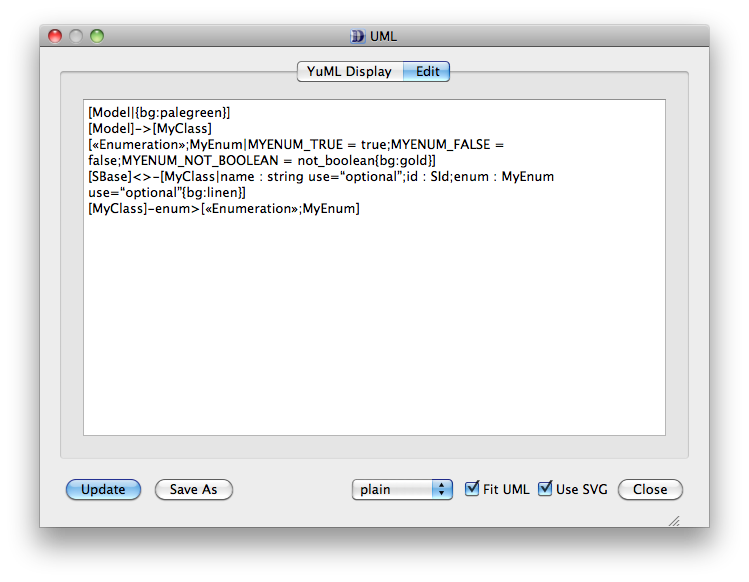 UML
YuML Display Edit
[Model|{bg:palegreen}]
[Model]->[MyClass]
[«Enumeration»;MyEnum|MYENUM_TRUE = true;MYENUM_FALSE =
false;MYENUM_NOT_BOOLEAN = not_boolean{bg:gold}]
[SBase]<>-[MyClass|name : string use=“optional”;id : SId;enum : MyEnum
use=“optional”{bg:linen}]
[MyClass]-enum>[«Enumeration»;MyEnum]
Update Save As plain Fit UML Use SVG Close